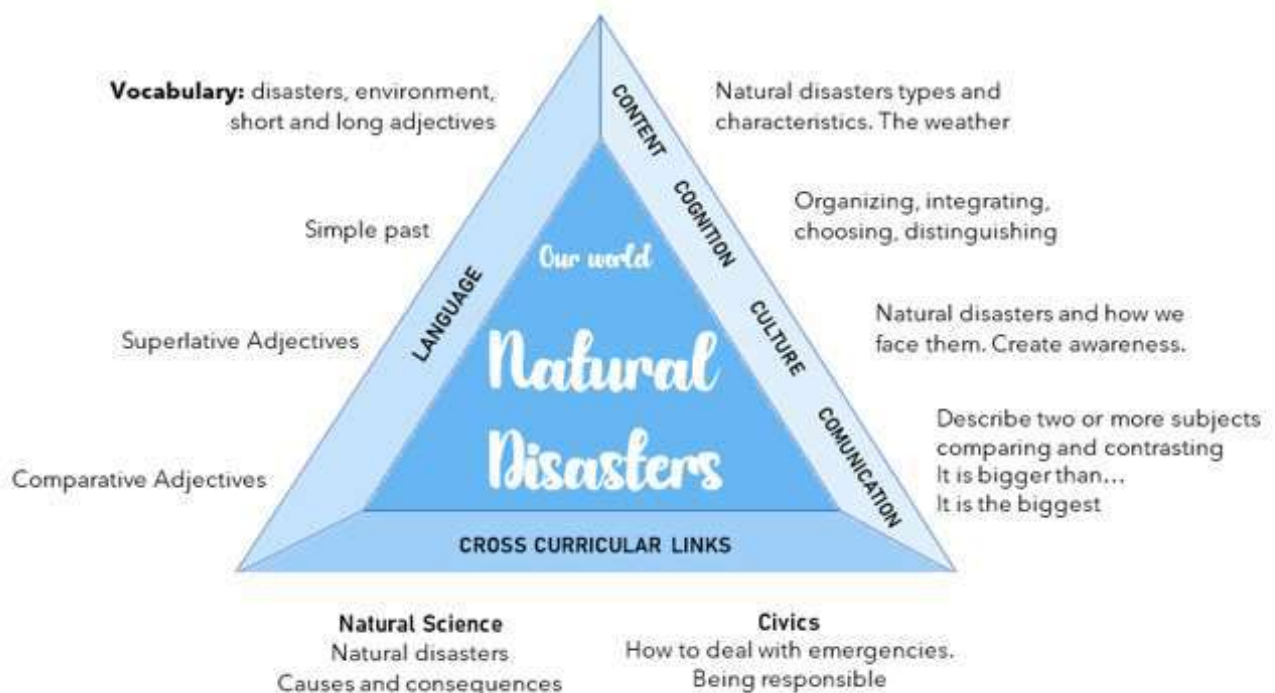 Vocabulary: disasters, environment,
short and long adjectives
Simple past
Superlative Adjectives
Comparative Adjectives
LANGUAGE
Our world
Natural
Disasters
CONTENT
COGNITION
CULTURE
COMUNICATION
Natural disasters types and
characteristics. The weather
Organizing, integrating,
choosing, distinguishing
Natural disasters and how we
face them. Create awareness.
Describe two or more subjects
comparing and contrasting
It is bigger than...
It is the biggest
CROSS CURRICULAR LINKS
Natural Science
Natural disasters
Causes and consequences
Civics
How to deal with emergencies.
Being responsible